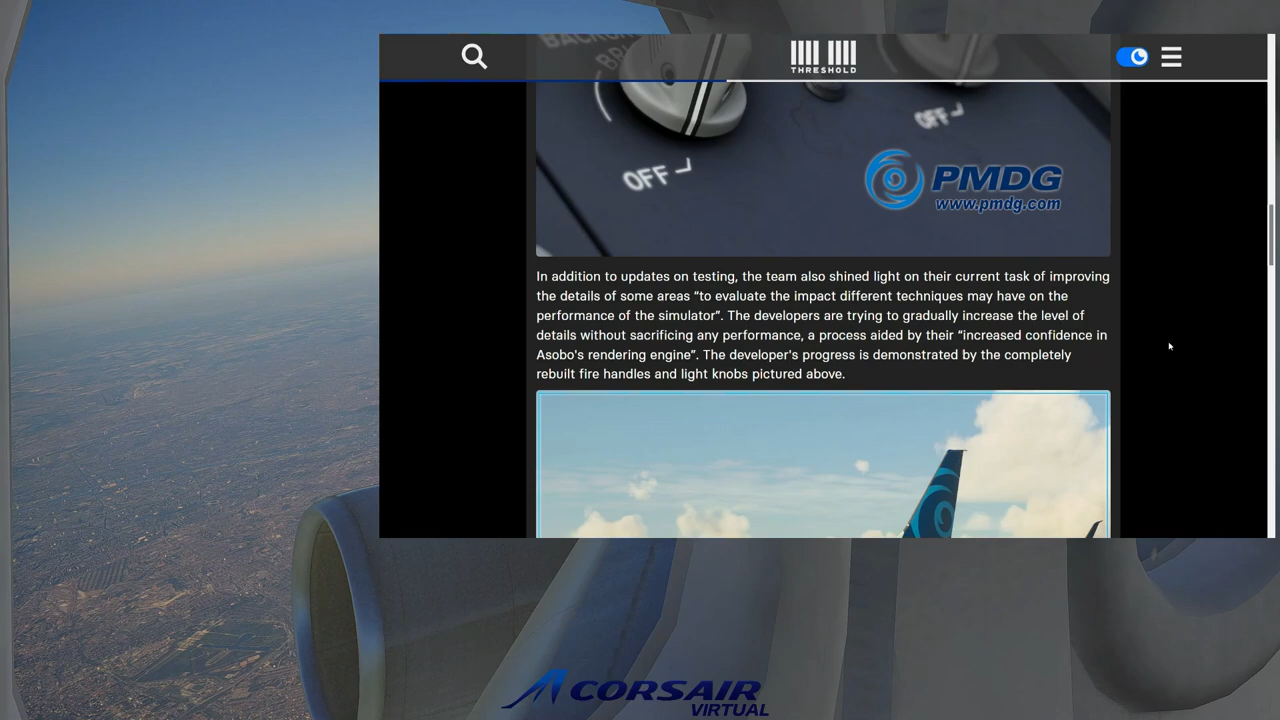 THRESHOLD
OFF
OFF
PMDG
www.pmdg.com
In addition to updates on testing, the team also shined light on their current task of improving
the details of some areas “to evaluate the impact different techniques may have on the
performance of the simulator”. The developers are trying to gradually increase the level of
details without sacrificing any performance, a process aided by their “increased confidence in
Asobo's rendering engine”. The developer's progress is demonstrated by the completely
rebuilt fire handles and light knobs pictured above.
CORSAIR
VIRTUAL